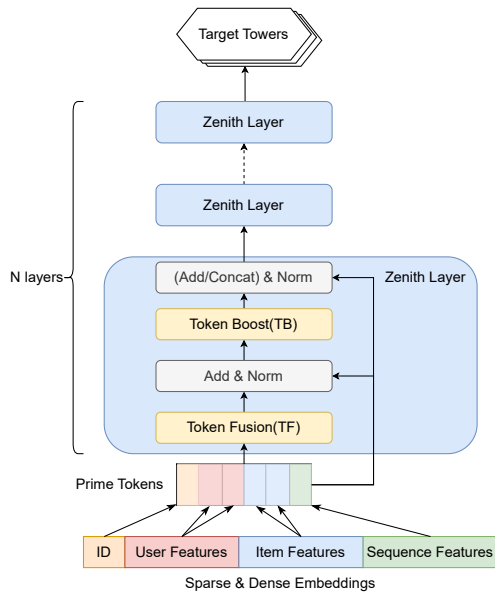 Target Towers
Zenith Layer
Zenith Layer
N layers
(Add/Concat) & Norm
Zenith Layer
Token Boost(TB)
Add & Norm
Token Fusion(TF)
Prime Tokens
ID
User Features
Item Features
Sequence Features
Sparse & Dense Embeddings